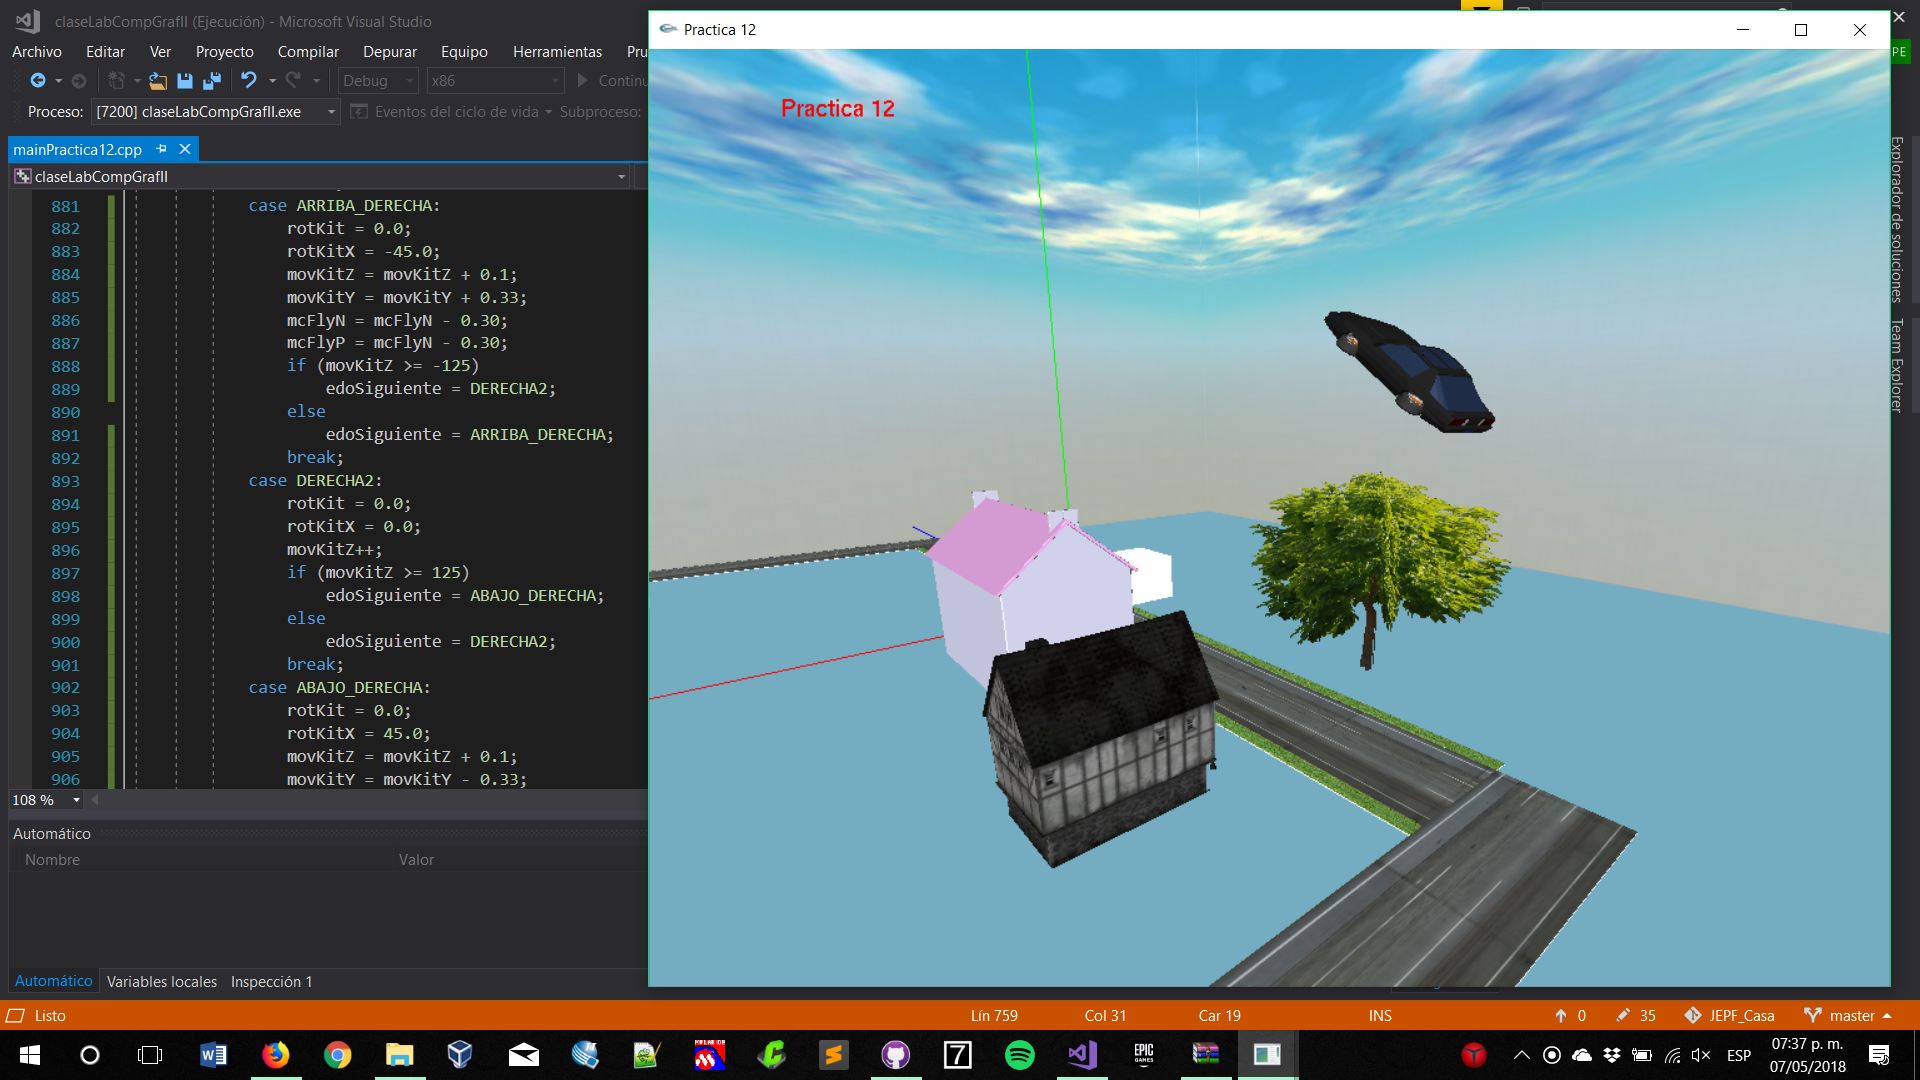 claseLabCompGrafII (Ejecución) - Microsoft Visual Studio
Archivo Editar Ver Proyecto Compilar Depurar Equipo Herramientas
Debug x86
Proceso: [7200] claseLabCompGrafII.exe Eventos del ciclo de vida Subproceso:
mainPractica12.cpp
claseLabCompGrafII
881 case ARRIBA_DERECHA:
882 rotKit = 0.0;
883 rotKitX = -45.0;
884 movKitZ = movKitZ + 0.1;
885 movKitY = movKitY + 0.33;
886 mcFlyN = mcFlyN - 0.30;
887 mcFlyP = mcFlyN - 0.30;
888 if (movKitZ >= -125)
889 edoSiguiente = DERECHA2;
890 else
891 edoSiguiente = ARRIBA_DERECHA;
892 break;
893 case DERECHA2:
894 rotKit = 0.0;
895 rotKitX = 0.0;
896 movKitZ++;
897 if (movKitZ >= 125)
898 edoSiguiente = ABAJO_DERECHA;
899 else
900 edoSiguiente = DERECHA2;
901 break;
902 case ABAJO_DERECHA:
903 rotKit = 0.0;
904 rotKitX = 45.0;
905 movKitZ = movKitZ + 0.1;
906 movKitY = movKitY - 0.33;
108 %
Automático
Nombre Valor
Automático Variables locales Inspección 1
Practica 12
Practica 12
PE
Explorador de soluciones
Team Explorer
Listo Lín 759 Col 31 Car 19 INS 0 35 JEPF_Casa master
7
EPIC
GAMES
ESP
07:37 p. m.
07/05/2018